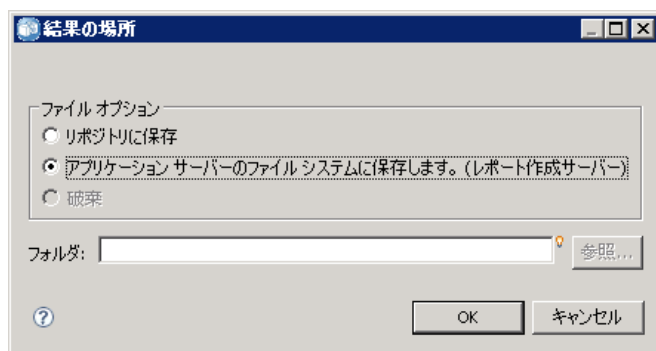 結果の場所
ファイル オプション
リポジトリに保存
アプリケーション サーバーのファイル システムに保存します。(レポート作成サーバー)
破棄
フォルダ: 参照...
? OK キャンセル